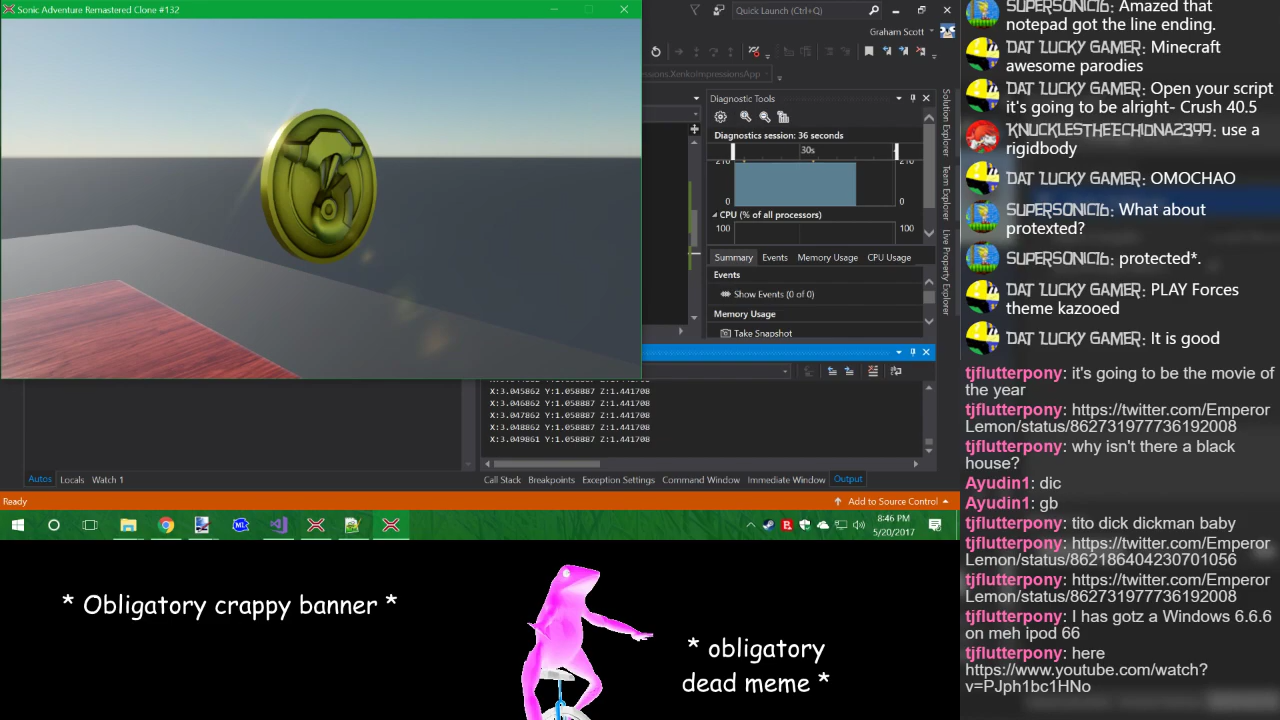 Sonic Adventure Remastered Clone #132
Quick Launch (Ctrl+Q)
Graham Scott
Diagnostic Tools
Diagnostics session: 36 seconds
30s
210
210
0
0
CPU (% of all processors)
100
100
Summary Events Memory Usage CPU Usage
Events
Show Events (0 of 0)
Memory Usage
Take Snapshot
Solution Explorer
Team Explorer
Live Property Explorer
X:3.045862 Y:1.058887 Z:1.441708
X:3.046862 Y:1.058887 Z:1.441708
X:3.047862 Y:1.058887 Z:1.441708
X:3.048862 Y:1.058887 Z:1.441708
X:3.049861 Y:1.058887 Z:1.441708
Autos Locals Watch 1
Call Stack Breakpoints Exception Settings Command Window Immediate Window Output
Ready
Add to Source Control
8:46 PM
5/20/2017
* Obligatory crappy banner *
* obligatory
dead meme *
SUPERSONIC16: Amazed that
notepad got the line ending.
DAT LUCKY GAMER: Minecraft
awesome parodies
DAT LUCKY GAMER: Open your script
it's going to be alright- Crush 40.5
KNUCKLESTHEECHIDNA2399: use a
rigidbody
DAT LUCKY GAMER: OMOCHAO
SUPERSONIC16: What about
protexted?
SUPERSONIC16: protected*.
DAT LUCKY GAMER: PLAY Forces
theme kazooed
DAT LUCKY GAMER: It is good
tjflutterpony: it's going to be the movie of
the year
tjflutterpony: https://twitter.com/Emperor
Lemon/status/862731977736192008
tjflutterpony: why isn't there a black
house?
Ayudin1: dic
Ayudin1: gb
tjflutterpony: tito dick dickman baby
tjflutterpony: https://twitter.com/Emperor
Lemon/status/862186404230701056
tjflutterpony: https://twitter.com/Emperor
Lemon/status/862731977736192008
tjflutterpony: I has gotz a Windows 6.6.6
on meh ipod 66
tjflutterpony: here
https://www.youtube.com/watch?
v=PJph1bc1HNo